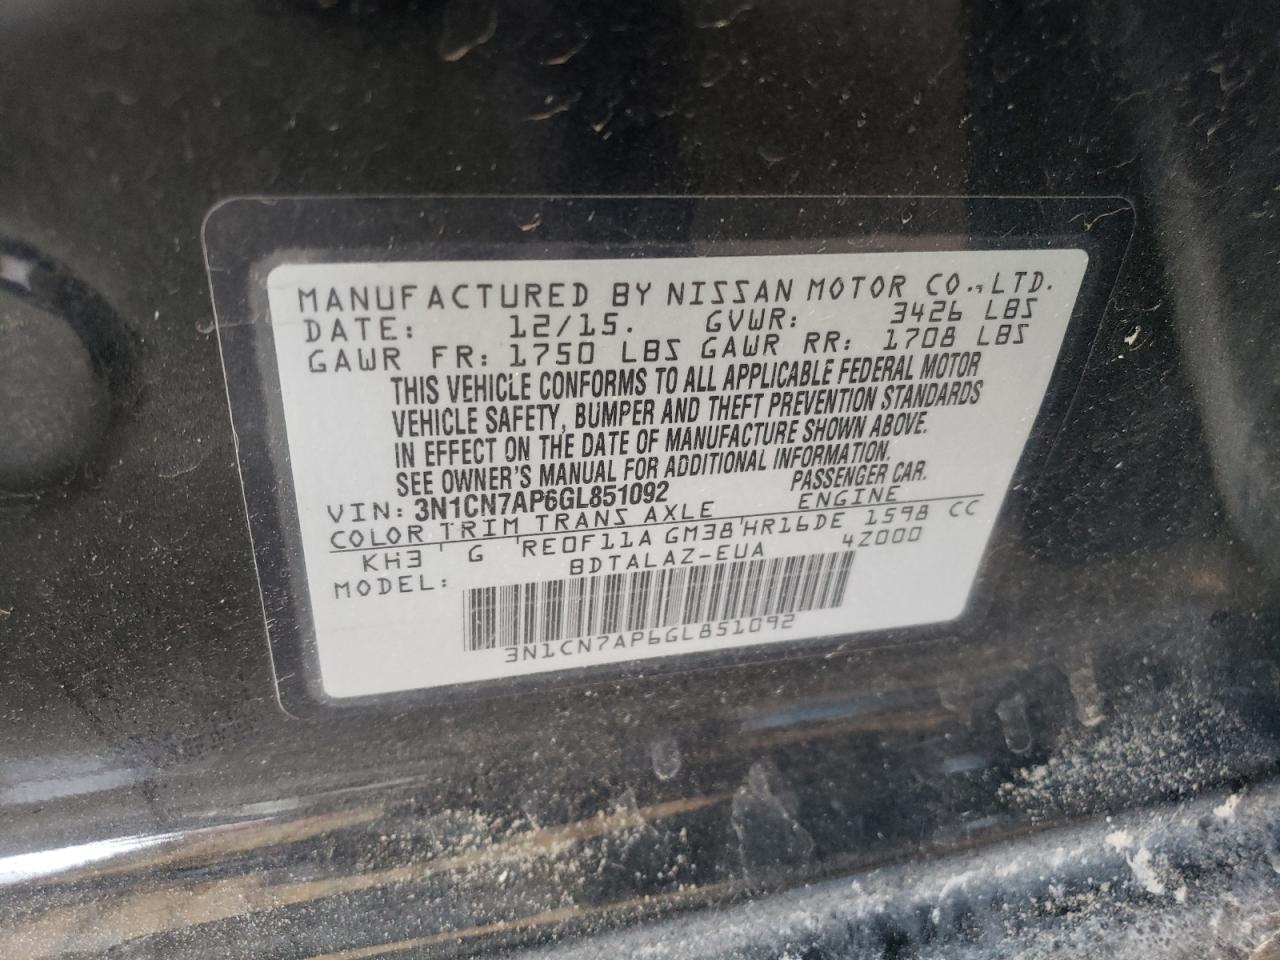 MANUFACTURED BY NISSAN MOTOR CO., LTD.
DATE: 12/15. GVWR: 3426 LBS
GAWR FR: 1750 LBS GAWR RR: 1708 LBS
THIS VEHICLE CONFORMS TO ALL APPLICABLE FEDERAL MOTOR
VEHICLE SAFETY, BUMPER AND THEFT PREVENTION STANDARDS
IN EFFECT ON THE DATE OF MANUFACTURE SHOWN ABOVE.
SEE OWNER'S MANUAL FOR ADDITIONAL INFORMATION.
VIN: 3N1CN7AP6GL851092 PASSENGER CAR.
COLOR TRIM TRANS AXLE ENGINE
KH3 G RE0F11A GM38 HR16DE 1598 CC
MODEL: BDTALAZ-EUA 4Z000
3N1CN7AP6GL851092